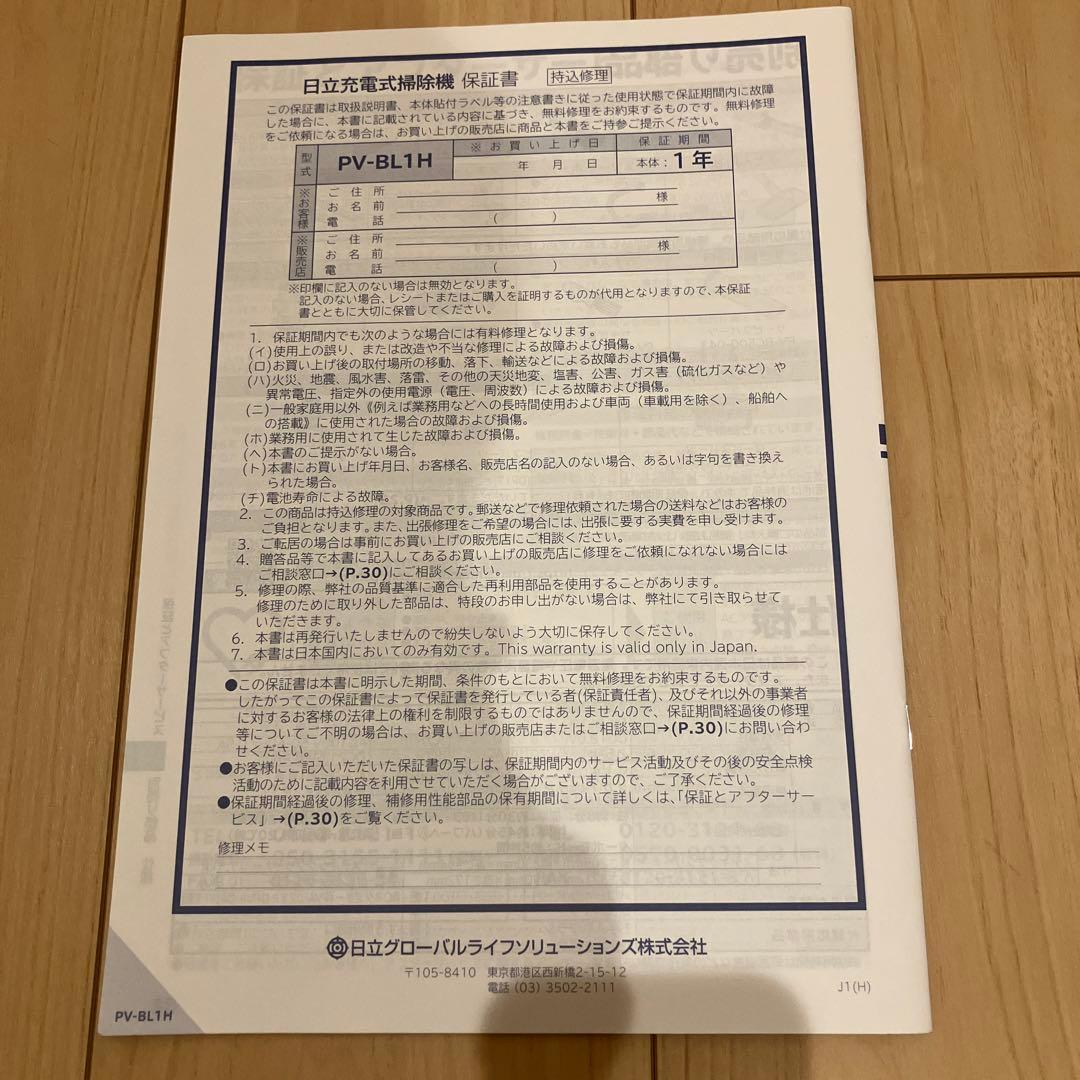 日立充電式掃除機 保証書 持込修理
この保証書は取扱説明書、本体貼付ラベル等の注意書きに従った使用状態で保証期間内に故障
した場合に、本書に記載されている内容に基づき、無料修理をお約束するものです。無料修理
をご依頼になる場合は、お買い上げの販売店に商品と本書をご持参ご提示ください。
型式 PV-BL1H ※お買い上げ日 保証期間
年 月 日 本体：1年
※お客様 ご住所
お名前 様
電話 ( )
※販売店 ご住所
お名前 様
電話 ( )
※印欄に記入のない場合は無効となります。
記入のない場合、レシートまたはご購入を証明するものが代用となりますので、本保証
書とともに大切に保管してください。
1. 保証期間内でも次のような場合には有料修理となります。
(イ)使用上の誤り、または改造や不当な修理による故障および損傷。
(ロ)お買い上げ後の取付場所の移動、落下、輸送などによる故障および損傷。
(ハ)火災、地震、風水害、落雷、その他の天災地変、塩害、公害、ガス害（硫化ガスなど）や
異常電圧、指定外の使用電源（電圧、周波数）による故障および損傷。
(ニ)一般家庭用以外《例えば業務用などへの長時間使用および車両（車載用を除く）、船舶へ
の搭載》に使用された場合の故障および損傷。
(ホ)業務用に使用されて生じた故障および損傷。
(ヘ)本書のご提示がない場合。
(ト)本書にお買い上げ年月日、お客様名、販売店名の記入のない場合、あるいは字句を書き換え
られた場合。
(チ)電池寿命による故障。
2. この商品は持込修理の対象商品です。郵送などで修理依頼された場合の送料などはお客様の
ご負担となります。また、出張修理をご希望の場合には、出張に要する実費を申し受けます。
3. ご転居の場合は事前にお買い上げの販売店にご相談ください。
4. 贈答品等で本書に記入してあるお買い上げの販売店に修理をご依頼になれない場合には
ご相談窓口→(P.30)にご相談ください。
5. 修理の際、弊社の品質基準に適合した再利用部品を使用することがあります。
修理のために取り外した部品は、特段のお申し出がない場合は、弊社にて引き取らせて
いただきます。
6. 本書は再発行いたしませんので紛失しないよう大切に保存してください。
7. 本書は日本国内においてのみ有効です。This warranty is valid only in Japan.
●この保証書は本書に明示した期間、条件のもとにおいて無料修理をお約束するものです。
したがってこの保証書によって保証書を発行している者(保証責任者)、及びそれ以外の事業者
に対するお客様の法律上の権利を制限するものではありませんので、保証期間経過後の修理
等についてご不明の場合は、お買い上げの販売店またはご相談窓口→(P.30)にお問い合わ
せください。
●お客様にご記入いただいた保証書の写しは、保証期間内のサービス活動及びその後の安全点検
活動のために記載内容を利用させていただく場合がございますので、ご了承ください。
●保証期間経過後の修理、補修用性能部品の保有期間について詳しくは、「保証とアフターサー
ビス」→(P.30)をご覧ください。
修理メモ
日立グローバルライフソリューションズ株式会社
〒105-8410 東京都港区西新橋2-15-12
電話 (03) 3502-2111
J1(H)
PV-BL1H